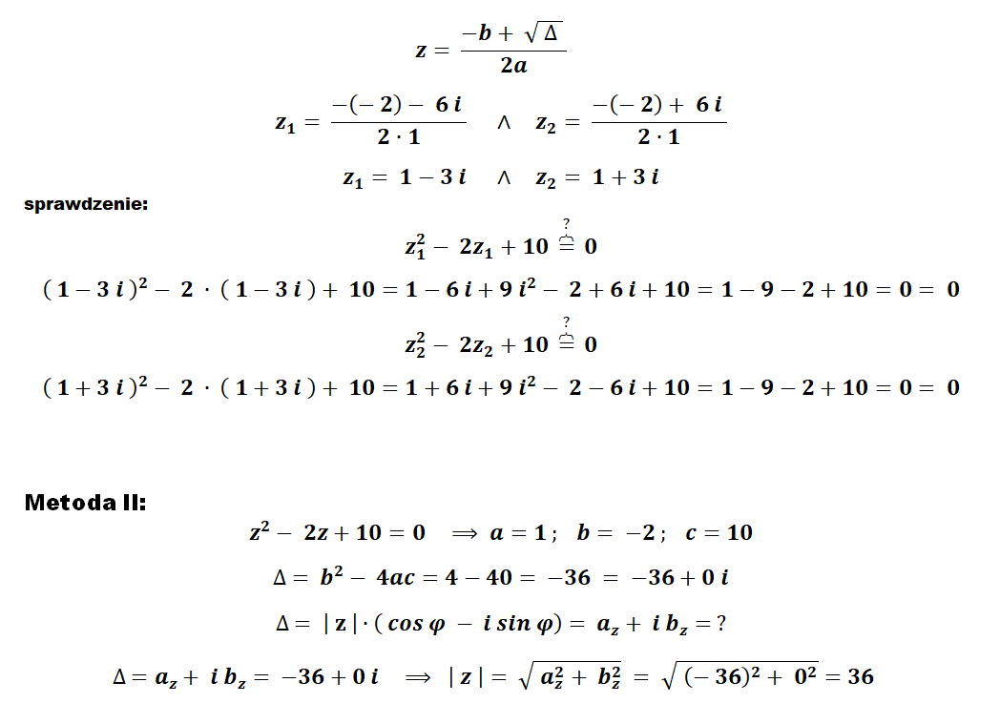 z = (−b + √Δ) / 2a
z₁ = (−(− 2) − 6 i) / (2 · 1) ∧ z₂ = (−(− 2) + 6 i) / (2 · 1)
z₁ = 1 − 3 i ∧ z₂ = 1 + 3 i
sprawdzenie:
z₁² − 2z₁ + 10 =͡ 0 ?
( 1 − 3 i )² − 2 · ( 1 − 3 i ) + 10 = 1 − 6 i + 9 i² − 2 + 6 i + 10 = 1 − 9 − 2 + 10 = 0 = 0
z₂² − 2z₂ + 10 =͡ 0 ?
( 1 + 3 i )² − 2 · ( 1 + 3 i ) + 10 = 1 + 6 i + 9 i² − 2 − 6 i + 10 = 1 − 9 − 2 + 10 = 0 = 0
Metoda II:
z² − 2z + 10 = 0 ⟹ a = 1 ; b = −2 ; c = 10
Δ = b² − 4ac = 4 − 40 = −36 = −36 + 0 i
Δ = | z | · ( cos φ − i sin φ) = a_z + i b_z = ?
Δ = a_z + i b_z = −36 + 0 i ⟹ | z | = √(a_z² + b_z²) = √((− 36)² + 0²) = 36